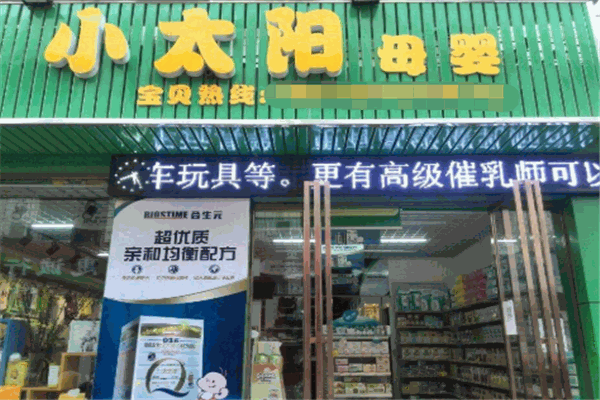 小太阳母婴
宝贝热线:
车玩具等。更有高级催乳师可以
BIOSTIME 合生元
超优质
亲和均衡配方